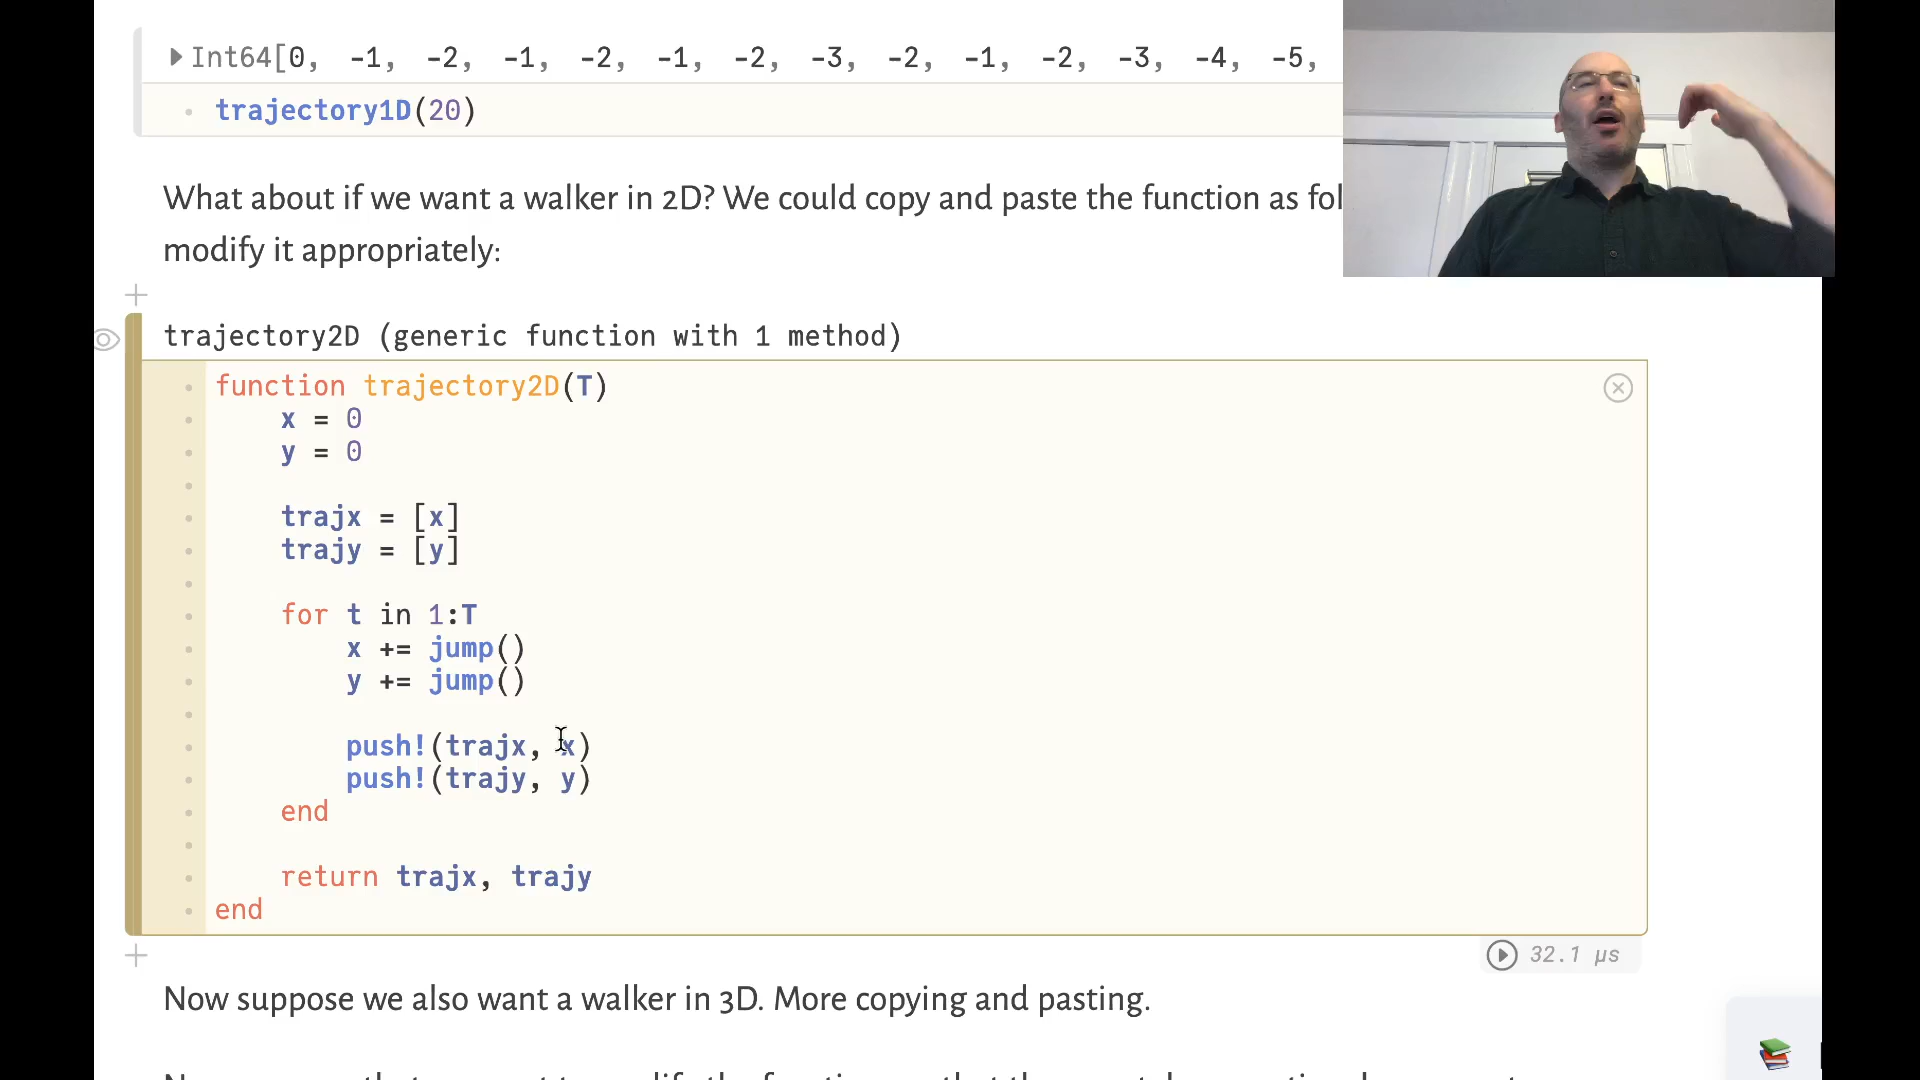 Int64[0, -1, -2, -1, -2, -1, -2, -3, -2, -1, -2, -3, -4, -5,
trajectory1D(20)
What about if we want a walker in 2D? We could copy and paste the function as fol
modify it appropriately:
trajectory2D (generic function with 1 method)
function trajectory2D(T)
x = 0
y = 0
trajx = [x]
trajy = [y]
for t in 1:T
x += jump()
y += jump()
push!(trajx, x)
push!(trajy, y)
end
return trajx, trajy
end
32.1 μs
Now suppose we also want a walker in 3D. More copying and pasting.